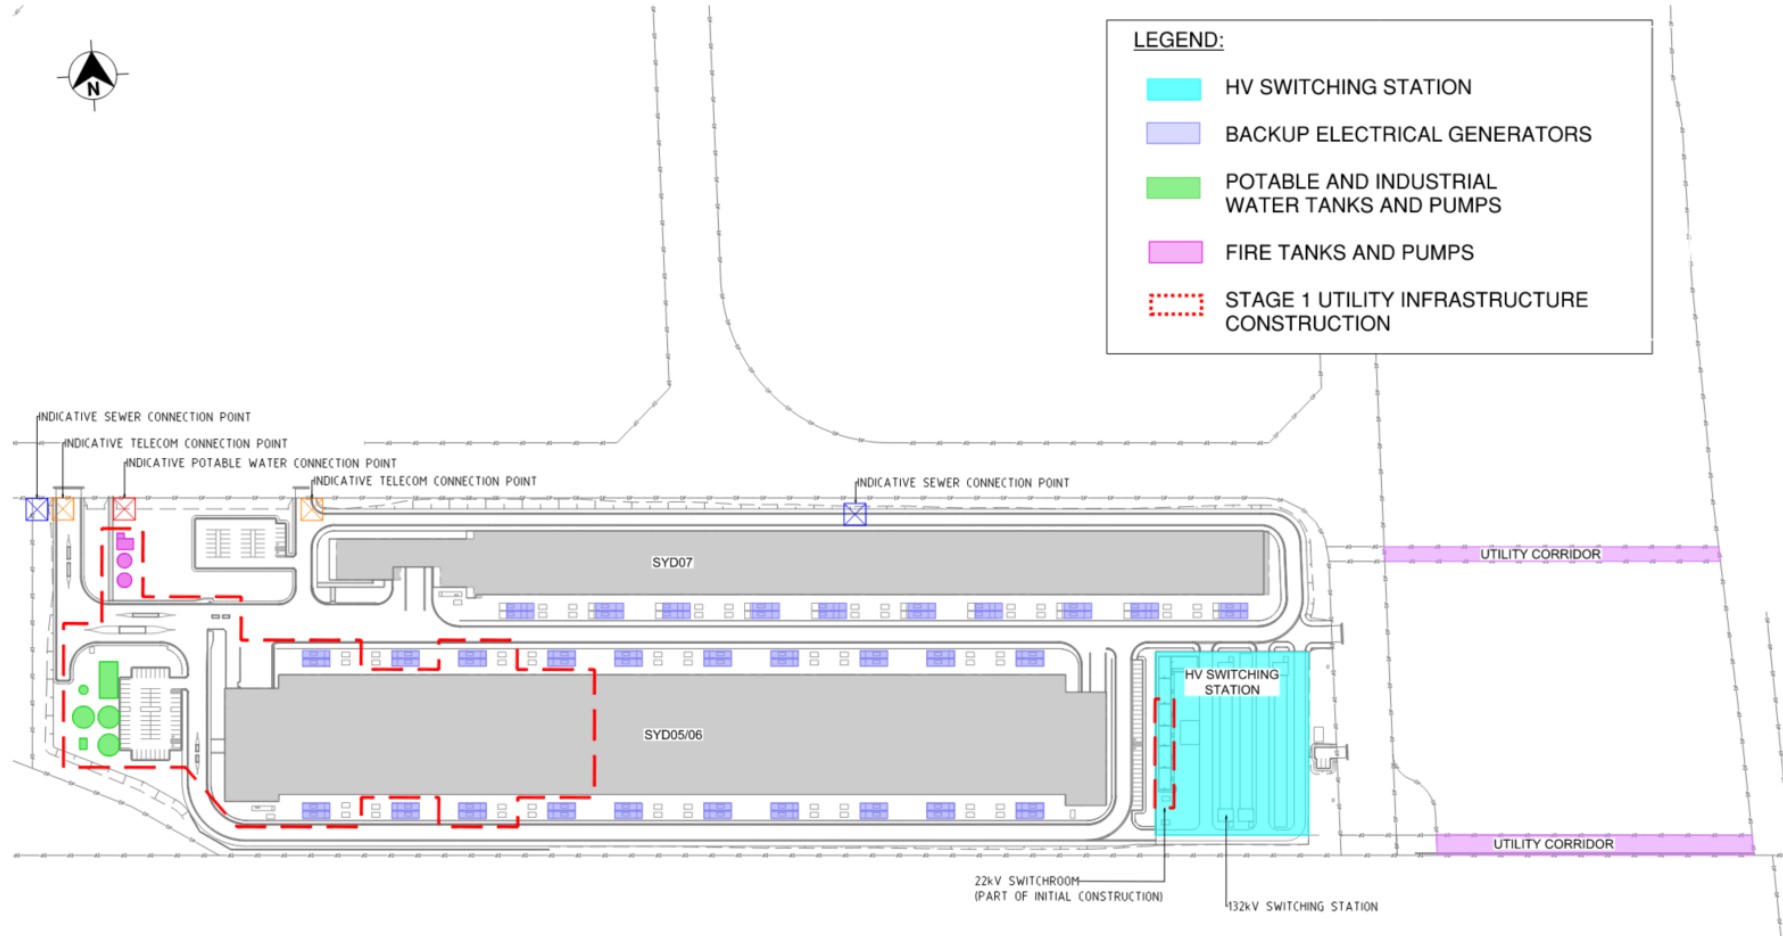 N
LEGEND:
HV SWITCHING STATION
BACKUP ELECTRICAL GENERATORS
POTABLE AND INDUSTRIAL
WATER TANKS AND PUMPS
FIRE TANKS AND PUMPS
STAGE 1 UTILITY INFRASTRUCTURE
CONSTRUCTION
INDICATIVE SEWER CONNECTION POINT
INDICATIVE TELECOM CONNECTION POINT
INDICATIVE POTABLE WATER CONNECTION POINT
INDICATIVE TELECOM CONNECTION POINT
INDICATIVE SEWER CONNECTION POINT
SYD07
UTILITY CORRIDOR
HV SWITCHING
STATION
SYD05/06
UTILITY CORRIDOR
22kV SWITCHROOM
(PART OF INITIAL CONSTRUCTION)
132kV SWITCHING STATION